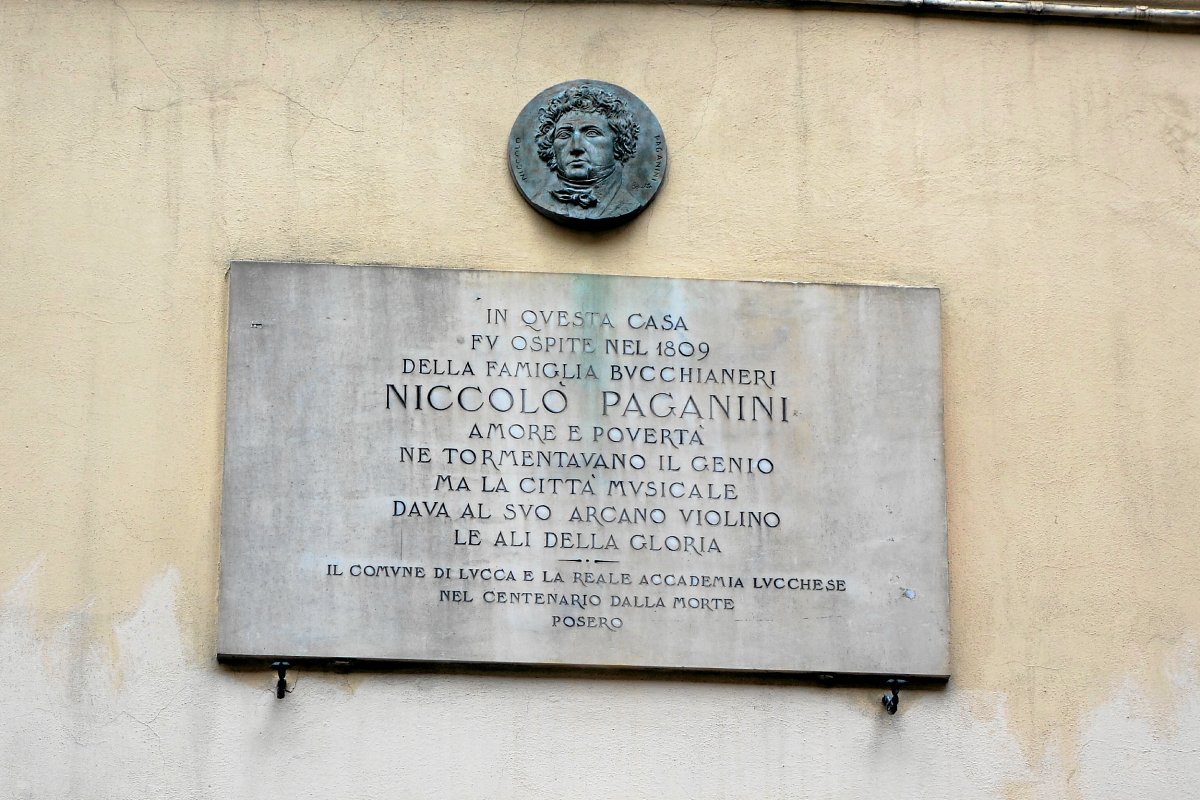 NICCOLO PAGANINI
IN QVESTA CASA
FV OSPITE NEL 1809
DELLA FAMIGLIA BVCCHIANERI
NICCOLÒ PAGANINI
AMORE E POVERTÀ
NE TORMENTAVANO IL GENIO
MA LA CITTÀ MVSICALE
DAVA AL SVO ARCANO VIOLINO
LE ALI DELLA GLORIA
IL COMVNE DI LVCCA E LA REALE ACCADEMIA LVCCHESE
NEL CENTENARIO DALLA MORTE
POSERO